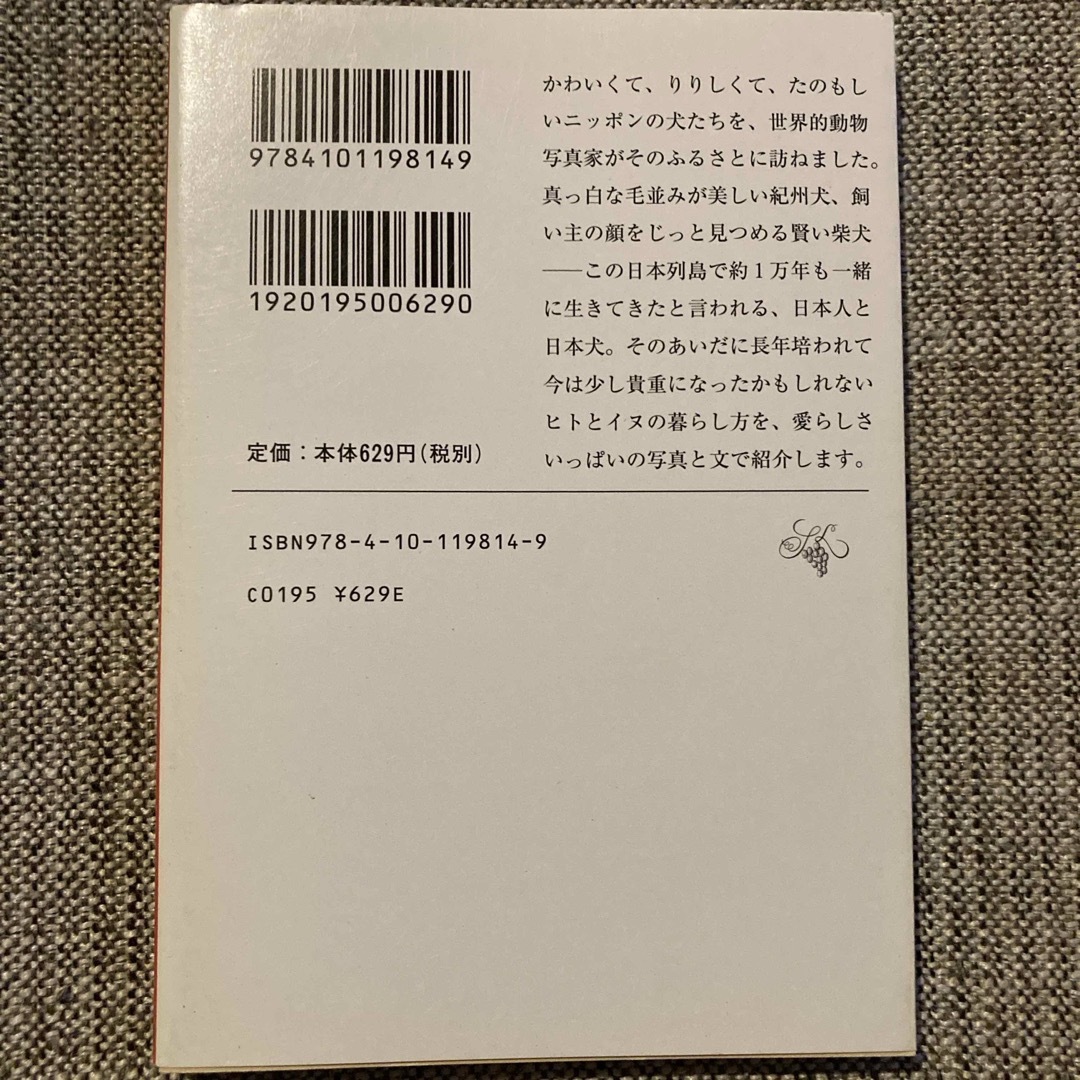 9784101198149
1920195006290
定価：本体629円(税別)
かわいくて、りりしくて、たのもし
いニッポンの犬たちを、世界的動物
写真家がそのふるさとに訪ねました。
真っ白な毛並みが美しい紀州犬、飼
い主の顔をじっと見つめる賢い柴犬
――この日本列島で約１万年も一緒
に生きてきたと言われる、日本人と
日本犬。そのあいだに長年培われて
今は少し貴重になったかもしれない
ヒトとイヌの暮らし方を、愛らしさ
いっぱいの写真と文で紹介します。
ISBN978-4-10-119814-9
C0195 ¥629E